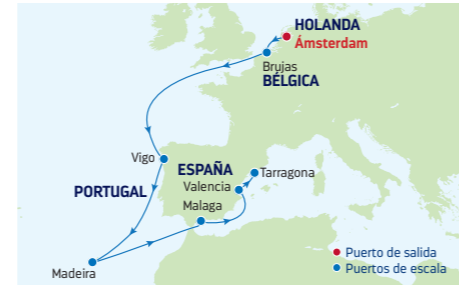 HOLANDA
Ámsterdam
Brujas
BÉLGICA
Vigo
ESPAÑA
Tarragona
Valencia
PORTUGAL
Malaga
Madeira
Puerto de salida
Puertos de escala